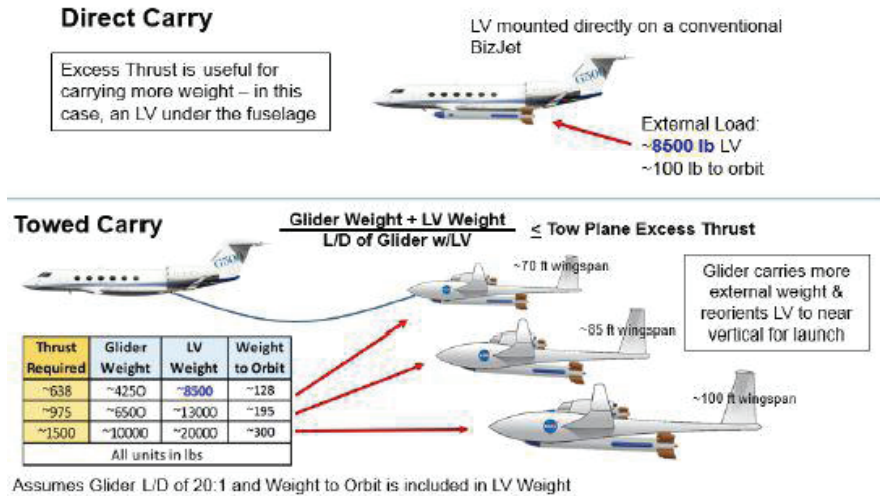 Direct Carry
LV mounted directly on a conventional
BizJet
Excess Thrust is useful for
carrying more weight – in this
case, an LV under the fuselage
G500
External Load:
~8500 lb LV
~100 lb to orbit
Towed Carry
Glider Weight + LV Weight
L/D of Glider w/LV
≤ Tow Plane Excess Thrust
G500
~70 ft wingspan
Glider carries more
external weight &
reorients LV to near
vertical for launch
~85 ft wingspan
~100 ft wingspan
Thrust Required Glider Weight LV Weight Weight to Orbit
~638 ~4250 ~8500 ~128
~975 ~6500 ~13000 ~195
~1500 ~10000 ~20000 ~300
All units in lbs
Assumes Glider L/D of 20:1 and Weight to Orbit is included in LV Weight